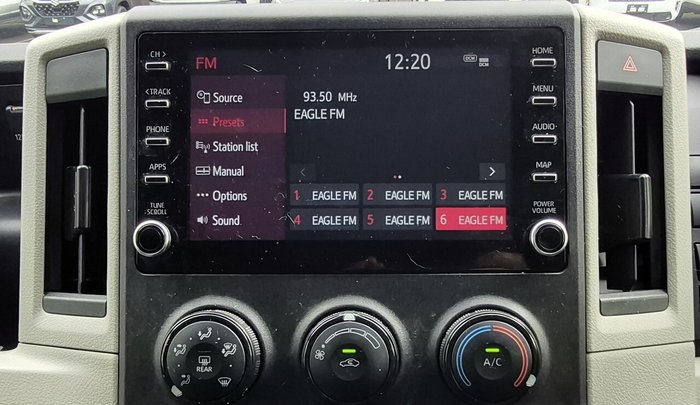 CH >
FM
12:20
DCM
DCM
HOME
< TRACK
Source
93.50 MHz
MENU
Presets
EAGLE FM
PHONE
Station list
AUDIO
APPS
Manual
<
>
MAP
Options
1 EAGLE FM
2 EAGLE FM
3 EAGLE FM
TUNE
SCROLL
Sound
4 EAGLE FM
5 EAGLE FM
6 EAGLE FM
POWER
VOLUME
REAR
A/C